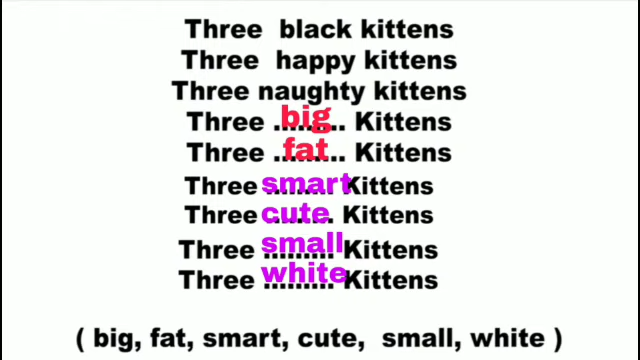 Three black kittens
Three happy kittens
Three naughty kittens
Three big Kittens
Three fat Kittens
Three smart Kittens
Three cute Kittens
Three small Kittens
Three white Kittens
( big, fat, smart, cute, small, white )